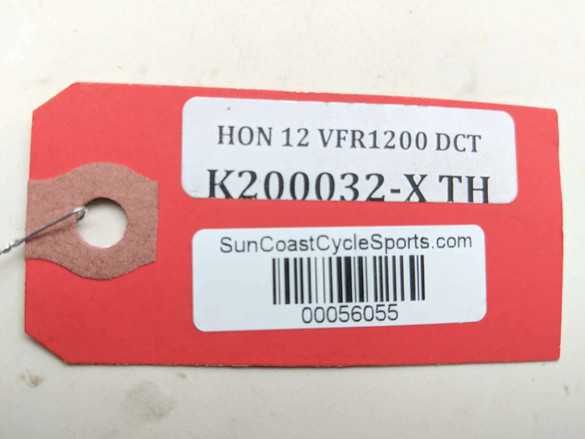 HON 12 VFR1200 DCT
K200032-X TH
SunCoastCycleSports.com
00056055